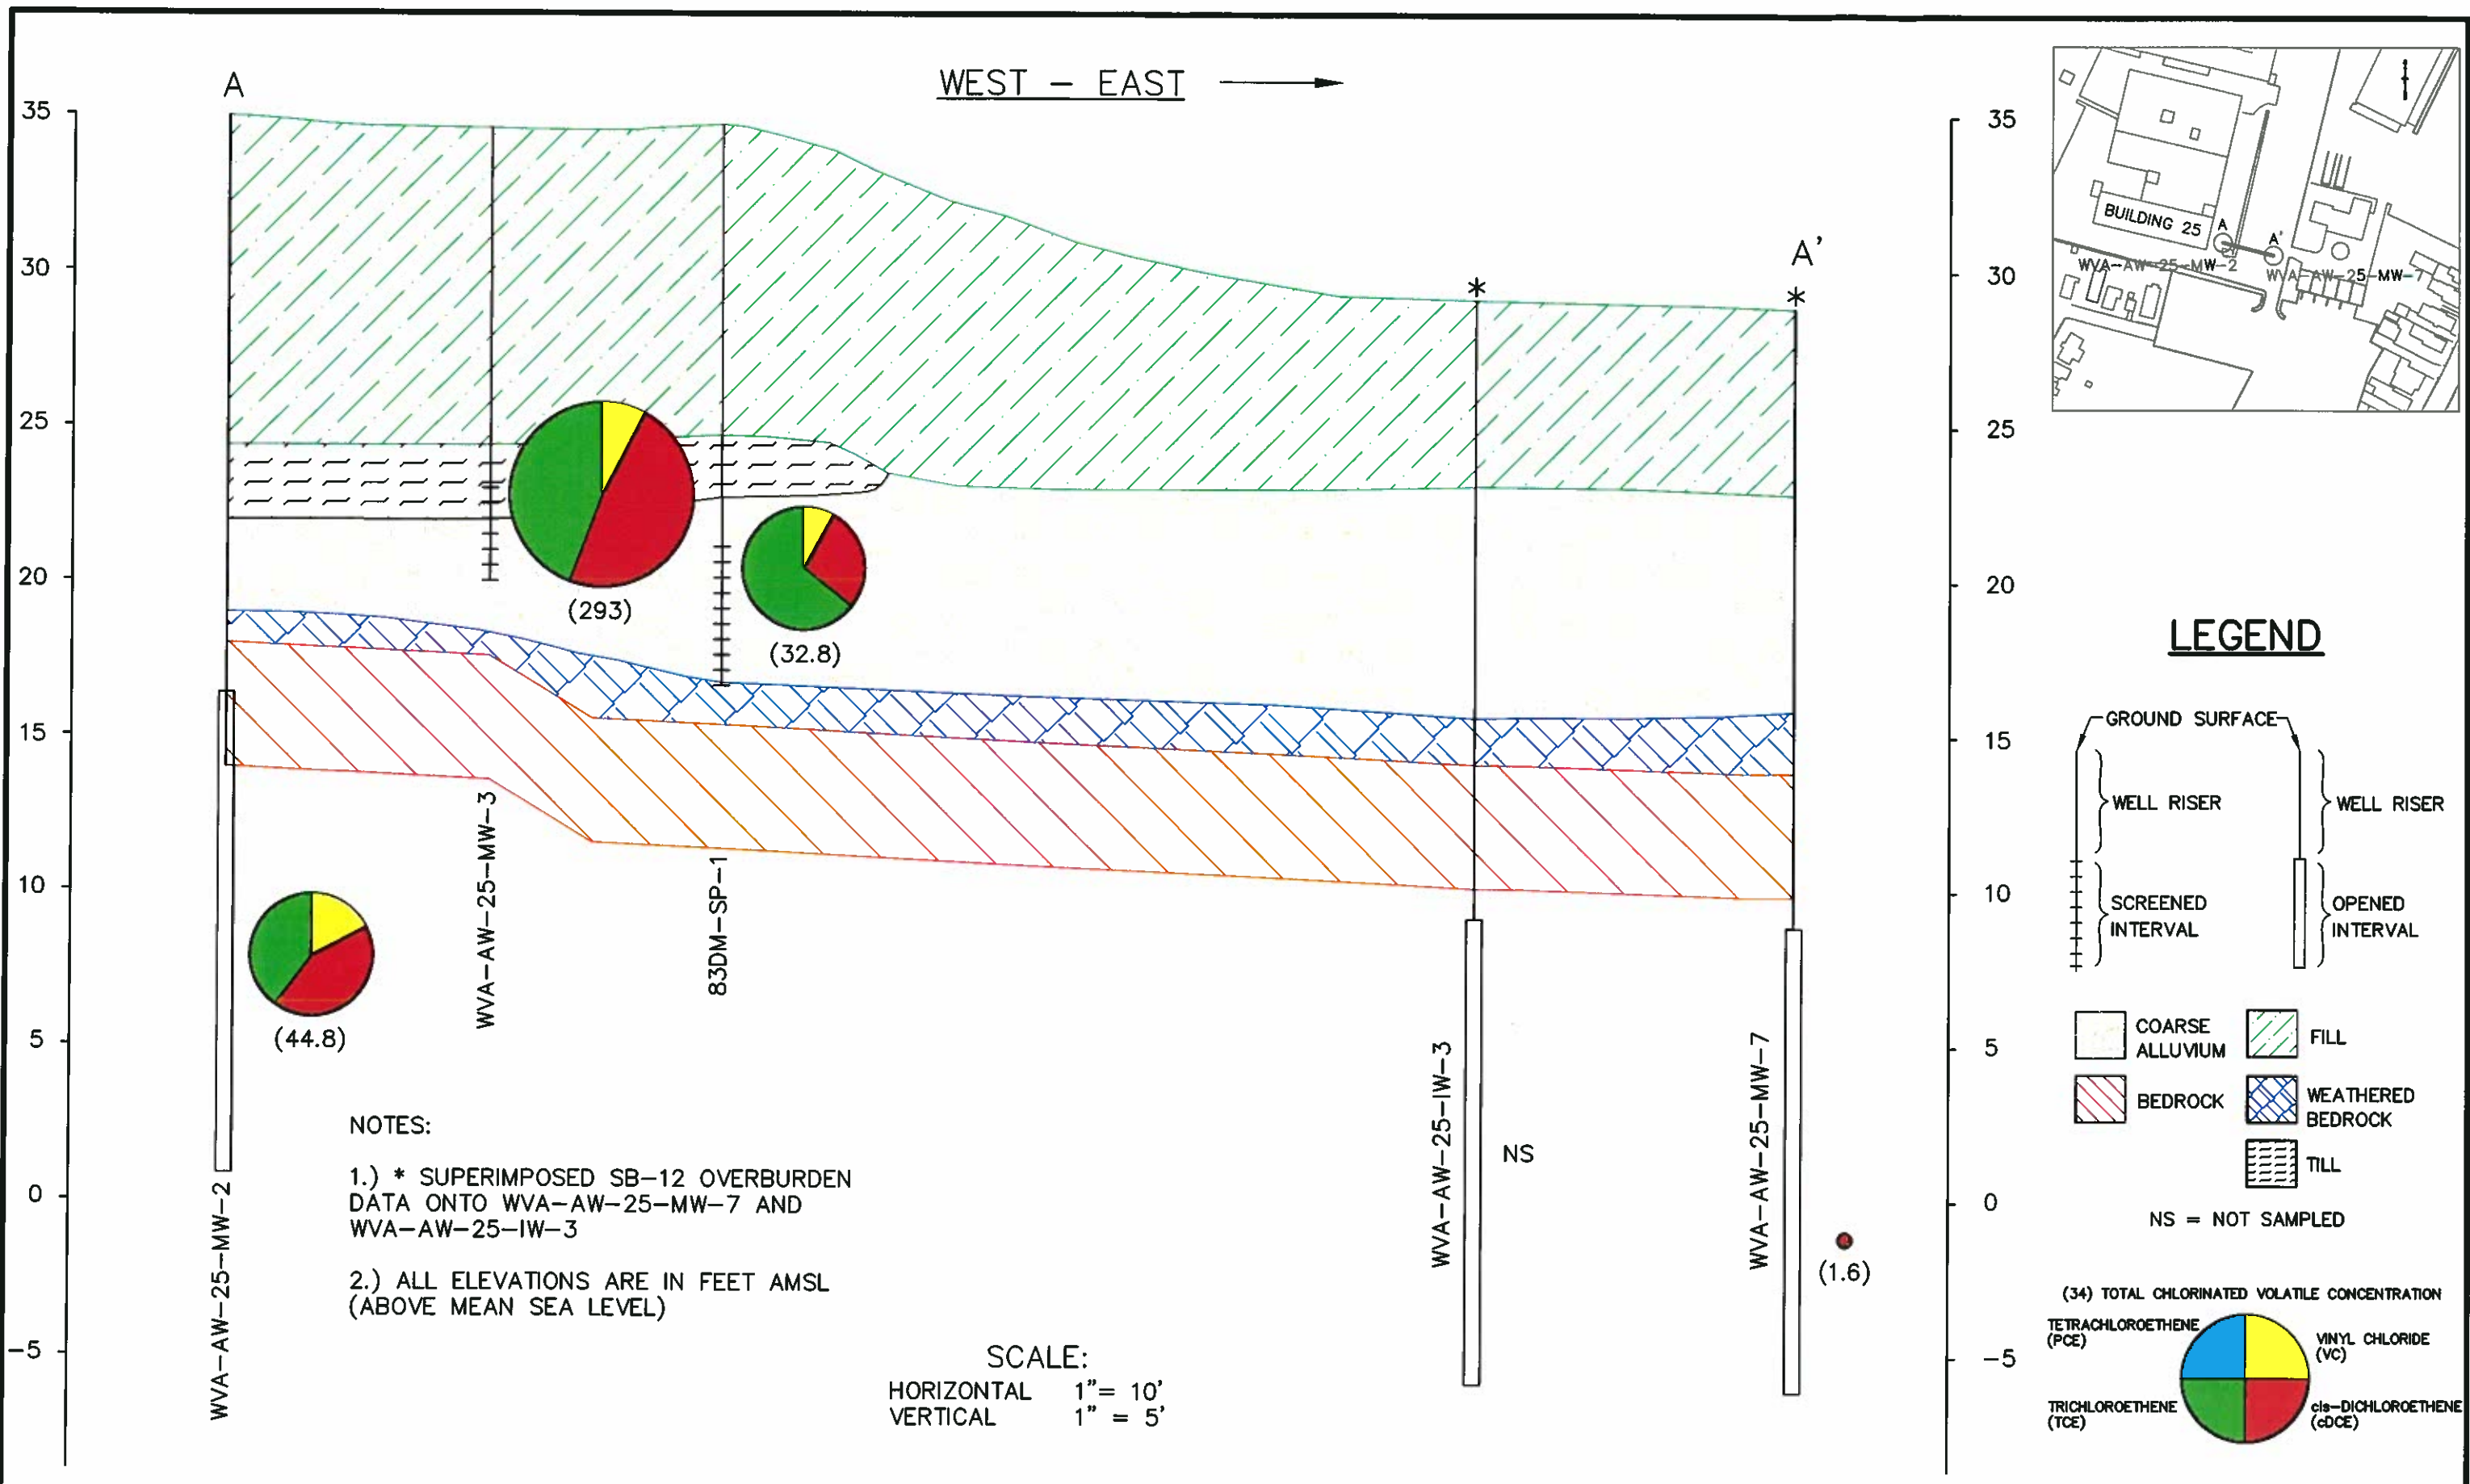 A
WEST – EAST
35
30
25
20
15
10
5
0
–5
*
*
A'
35
30
25
20
15
10
5
0
–5
(293)
(32.8)
(44.8)
NS
(1.6)
WVA–AW–25–MW–2
WVA–AW–25–MW–3
83DM–SP–1
WVA–AW–25–IW–3
WVA–AW–25–MW–7
NOTES:
1.) * SUPERIMPOSED SB–12 OVERBURDEN
DATA ONTO WVA–AW–25–MW–7 AND
WVA–AW–25–IW–3
2.) ALL ELEVATIONS ARE IN FEET AMSL
(ABOVE MEAN SEA LEVEL)
SCALE:
HORIZONTAL 1"= 10'
VERTICAL 1" = 5'
BUILDING 25
A
A'
WVA–AW–25–MW–2
WVA–AW–25–MW–7
LEGEND
GROUND SURFACE
WELL RISER
WELL RISER
SCREENED
INTERVAL
OPENED
INTERVAL
COARSE
ALLUVIUM
FILL
BEDROCK
WEATHERED
BEDROCK
TILL
NS = NOT SAMPLED
(34) TOTAL CHLORINATED VOLATILE CONCENTRATION
TETRACHLOROETHENE
(PCE)
VINYL CHLORIDE
(VC)
TRICHLOROETHENE
(TCE)
cis–DICHLOROETHENE
(cDCE)